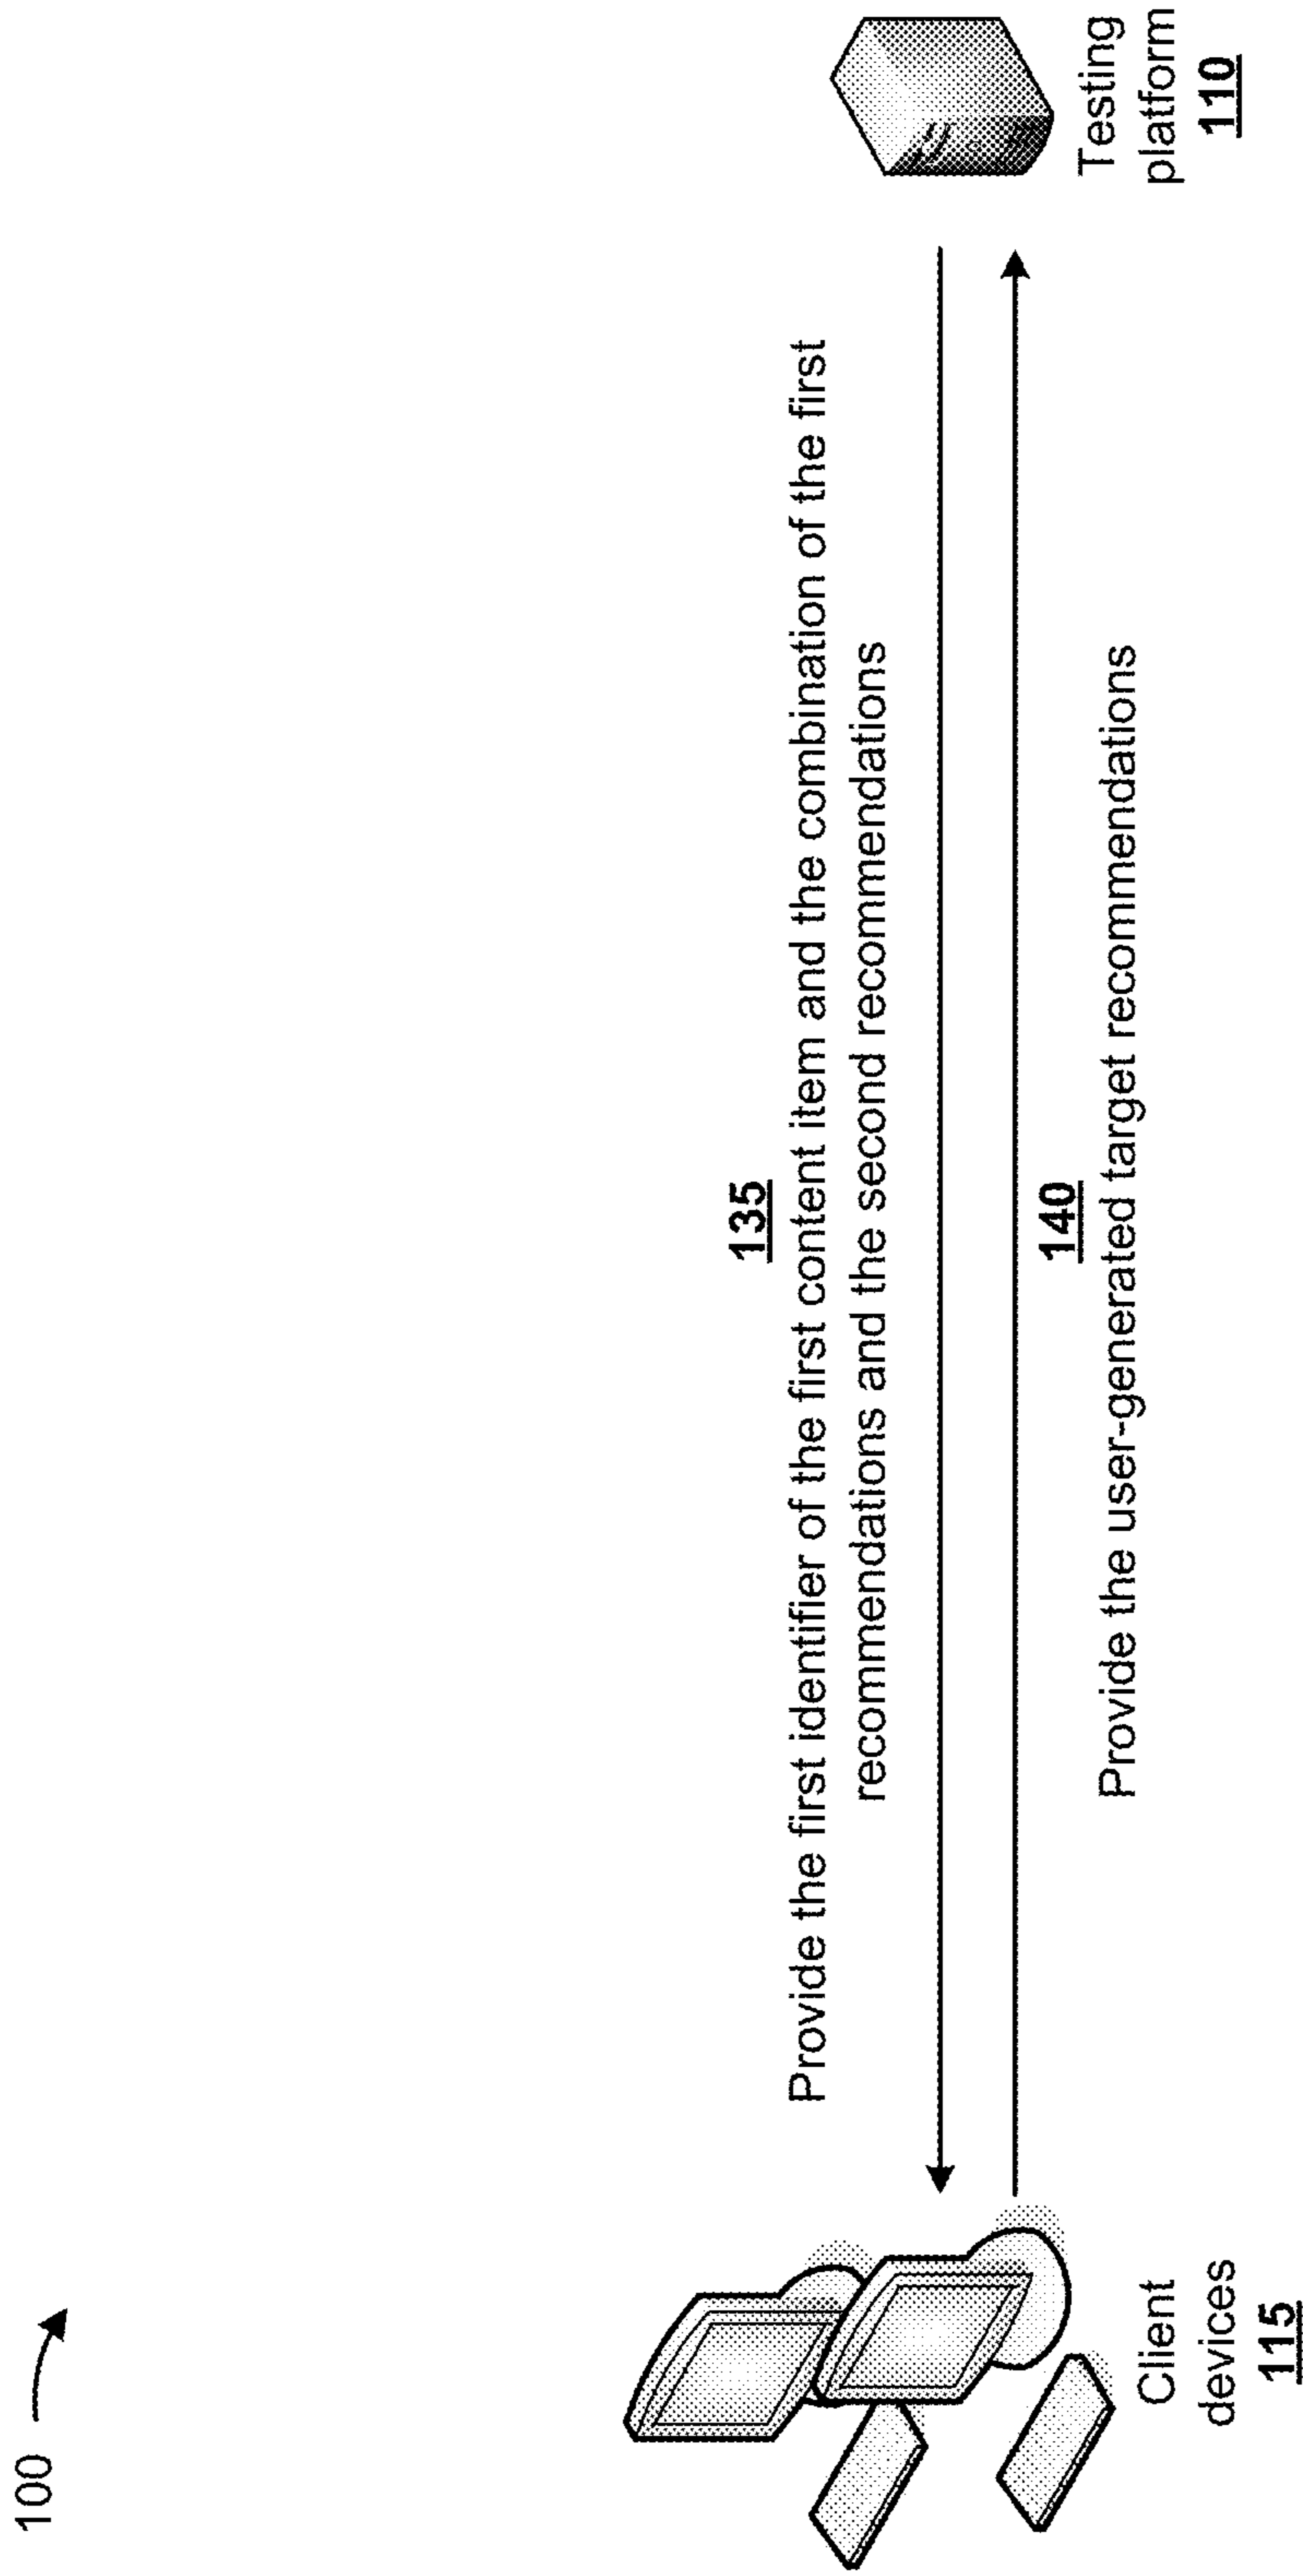 100
135
Provide the first identifier of the first content item and the combination of the first
recommendations and the second recommendations
140
Provide the user-generated target recommendations
Client
devices
115
Testing
platform
110